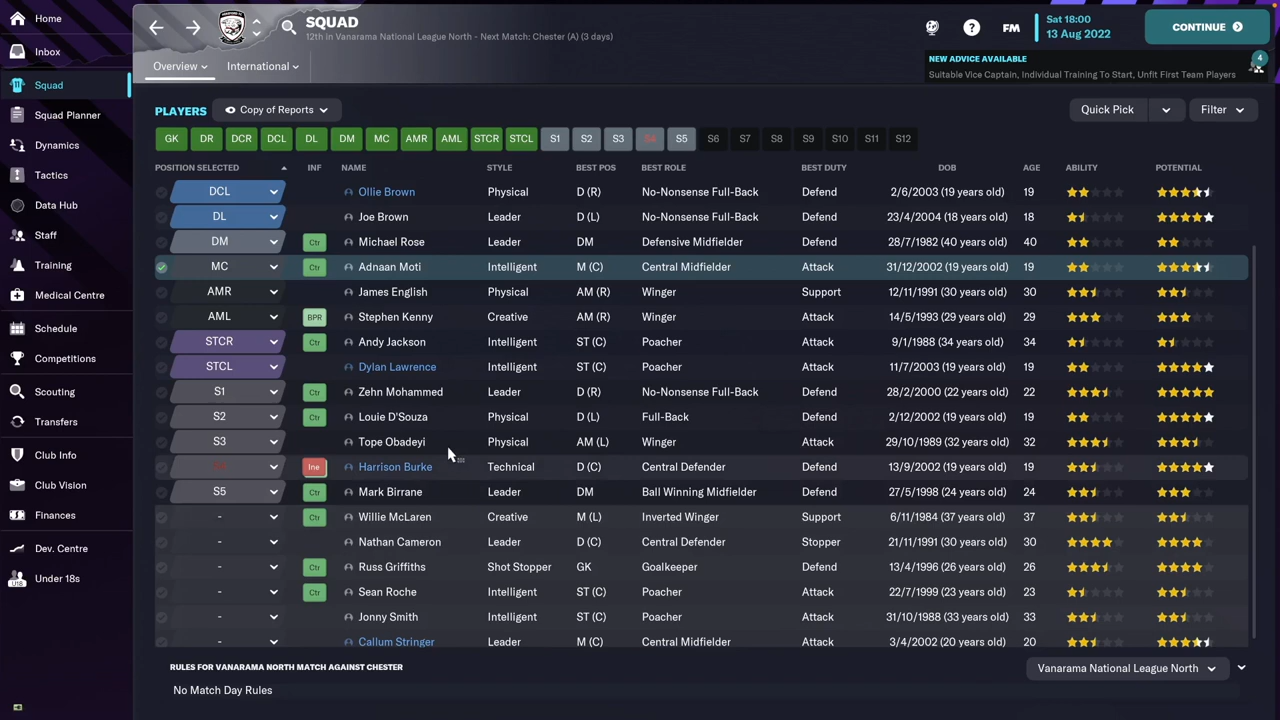 Home
Inbox
Squad
Squad Planner
Dynamics
Tactics
Data Hub
Staff
Training
Medical Centre
Schedule
Competitions
Scouting
Transfers
Club Info
Club Vision
Finances
Dev. Centre
U18
Under 18s
SQUAD
12th in Vanarama National League North - Next Match: Chester (A) (3 days)
? FM
Sat 18:00
13 Aug 2022
CONTINUE
Overview International
NEW ADVICE AVAILABLE
Suitable Vice Captain, Individual Training To Start, Unfit First Team Players
4
PLAYERS Copy of Reports Quick Pick Filter
GK DR DCR DCL DL DM MC AMR AML STCR STCL S1 S2 S3 S4 S5 S6 S7 S8 S9 S10 S11 S12
POSITION SELECTED INF NAME STYLE BEST POS BEST ROLE BEST DUTY DOB AGE ABILITY POTENTIAL
DCL Ollie Brown Physical D (R) No-Nonsense Full-Back Defend 2/6/2003 (19 years old) 19
DL Joe Brown Leader D (L) No-Nonsense Full-Back Defend 23/4/2004 (18 years old) 18
DM Ctr Michael Rose Leader DM Defensive Midfielder Defend 28/7/1982 (40 years old) 40
MC Ctr Adnaan Moti Intelligent M (C) Central Midfielder Attack 31/12/2002 (19 years old) 19
AMR James English Physical AM (R) Winger Support 12/11/1991 (30 years old) 30
AML BPR Stephen Kenny Creative AM (R) Winger Attack 14/5/1993 (29 years old) 29
STCR Ctr Andy Jackson Intelligent ST (C) Poacher Attack 9/1/1988 (34 years old) 34
STCL Dylan Lawrence Intelligent ST (C) Poacher Attack 11/7/2003 (19 years old) 19
S1 Ctr Zehn Mohammed Leader D (R) No-Nonsense Full-Back Defend 28/2/2000 (22 years old) 22
S2 Ctr Louie D'Souza Physical D (L) Full-Back Defend 2/12/2002 (19 years old) 19
S3 Tope Obadeyi Physical AM (L) Winger Attack 29/10/1989 (32 years old) 32
Ine Harrison Burke Technical D (C) Central Defender Defend 13/9/2002 (19 years old) 19
S5 Ctr Mark Birrane Leader DM Ball Winning Midfielder Defend 27/5/1998 (24 years old) 24
- Ctr Willie McLaren Creative M (L) Inverted Winger Support 6/11/1984 (37 years old) 37
- Nathan Cameron Leader D (C) Central Defender Stopper 21/11/1991 (30 years old) 30
- Ctr Russ Griffiths Shot Stopper GK Goalkeeper Defend 13/4/1996 (26 years old) 26
- Ctr Sean Roche Intelligent ST (C) Poacher Attack 22/7/1999 (23 years old) 23
- Jonny Smith Intelligent ST (C) Poacher Attack 31/10/1988 (33 years old) 33
- Callum Stringer Leader M (C) Central Midfielder Attack 3/4/2002 (20 years old) 20
RULES FOR VANARAMA NORTH MATCH AGAINST CHESTER
Vanarama National League North
No Match Day Rules